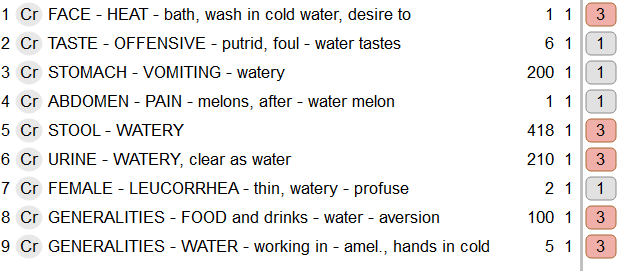 1 Cr FACE - HEAT - bath, wash in cold water, desire to 1 1 3
2 Cr TASTE - OFFENSIVE - putrid, foul - water tastes 6 1 1
3 Cr STOMACH - VOMITING - watery 200 1 1
4 Cr ABDOMEN - PAIN - melons, after - water melon 1 1 1
5 Cr STOOL - WATERY 418 1 3
6 Cr URINE - WATERY, clear as water 210 1 3
7 Cr FEMALE - LEUCORRHEA - thin, watery - profuse 2 1 1
8 Cr GENERALITIES - FOOD and drinks - water - aversion 100 1 3
9 Cr GENERALITIES - WATER - working in - amel., hands in cold 5 1 3